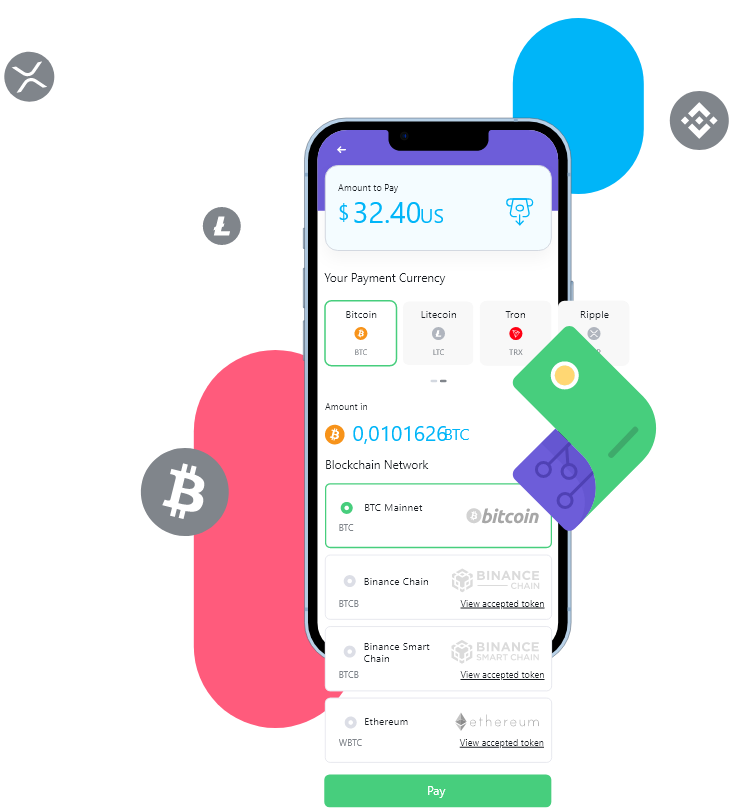 Amount to Pay
$ 32.40US
Your Payment Currency
Bitcoin Litecoin Tron Ripple
BTC LTC TRX
Amount in
0,0101626BTC
Blockchain Network
BTC Mainnet bitcoin
BTC
Binance Chain BINANCE CHAIN
BTCB View accepted token
Binance Smart BINANCE
Chain SMART CHAIN
BTCB View accepted token
Ethereum ethereum
WBTC View accepted token
Pay